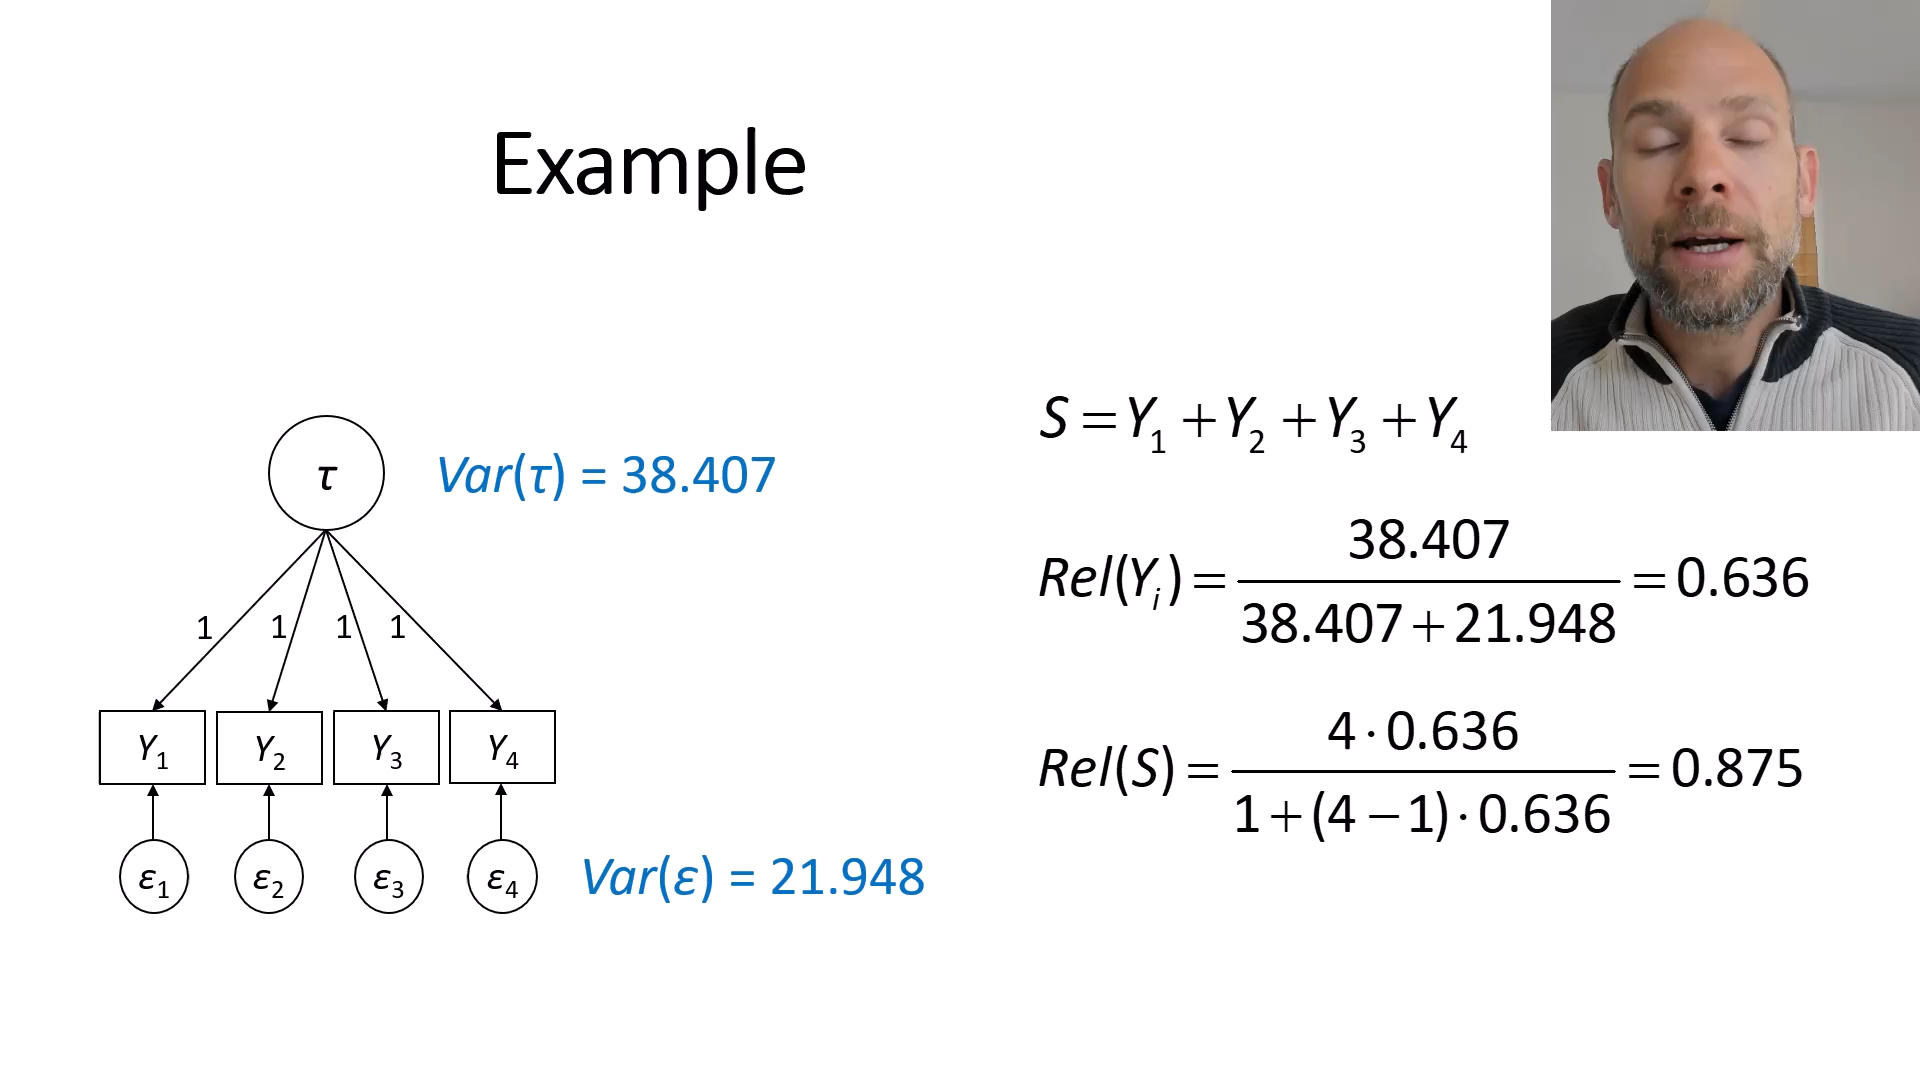 Example
τ
Var(τ) = 38.407
1 1 1 1
Y₁ Y₂ Y₃ Y₄
ε₁ ε₂ ε₃ ε₄
Var(ε) = 21.948
S = Y₁ + Y₂ + Y₃ + Y₄
Rel(Yᵢ) = 38.407 / 38.407 + 21.948 = 0.636
Rel(S) = 4 · 0.636 / 1 + (4 − 1) · 0.636 = 0.875